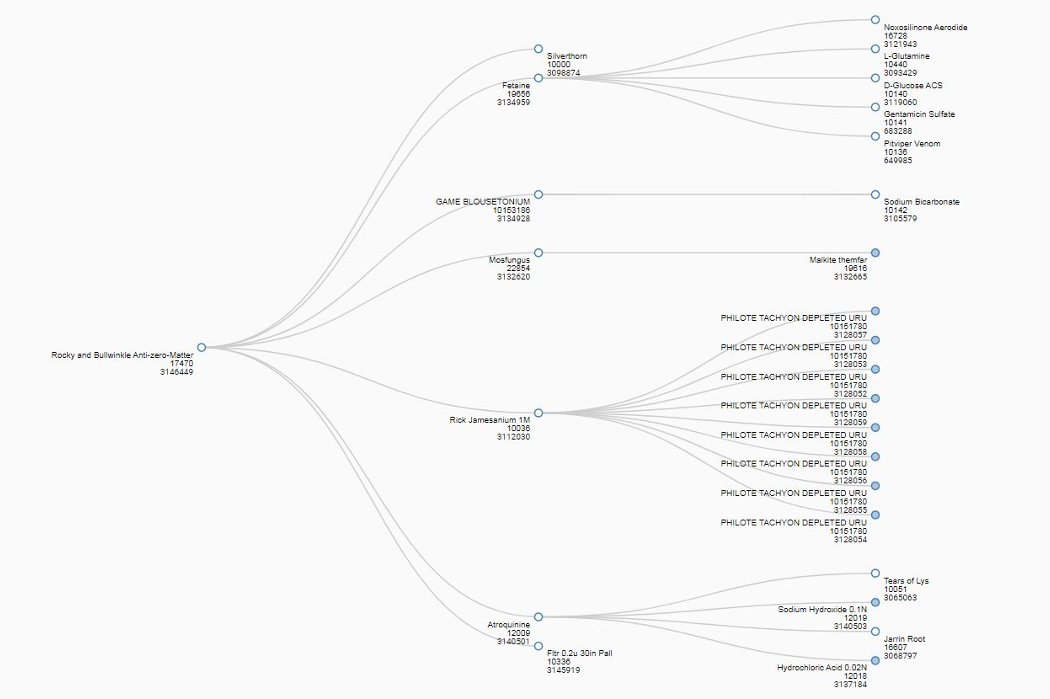 Noxosilinone Aerodide
16728
3121943
Silverthorn
10000
3098874
L-Glutamine
10440
3093429
Fetaine
19656
3134959
D-Glucose ACS
10140
3119060
Gentamicin Sulfate
10141
683288
Pitviper Venom
10136
649985
GAME BLOUSETONIUM
10153186
3134928
Sodium Bicarbonate
10142
3105579
Mosfungus
22854
3132620
Malkite themfar
19616
3132665
PHILOTE TACHYON DEPLETED URU
10151780
3128057
PHILOTE TACHYON DEPLETED URU
10151780
3128053
Rocky and Bullwinkle Anti-zero-Matter
17470
3146449
PHILOTE TACHYON DEPLETED URU
10151780
3128052
PHILOTE TACHYON DEPLETED URU
10151780
3128059
Rick Jamesanium 1M
10036
3112030
PHILOTE TACHYON DEPLETED URU
10151780
3128058
PHILOTE TACHYON DEPLETED URU
10151780
3128056
PHILOTE TACHYON DEPLETED URU
10151780
3128055
PHILOTE TACHYON DEPLETED URU
10151780
3128054
Tears of Lys
10051
3065063
Sodium Hydroxide 0.1N
12019
3140503
Atroquinine
12009
3140501
Jarrin Root
16607
3068797
Fltr 0.2u 30in Pall
10336
3145919
Hydrochloric Acid 0.02N
12018
3137184